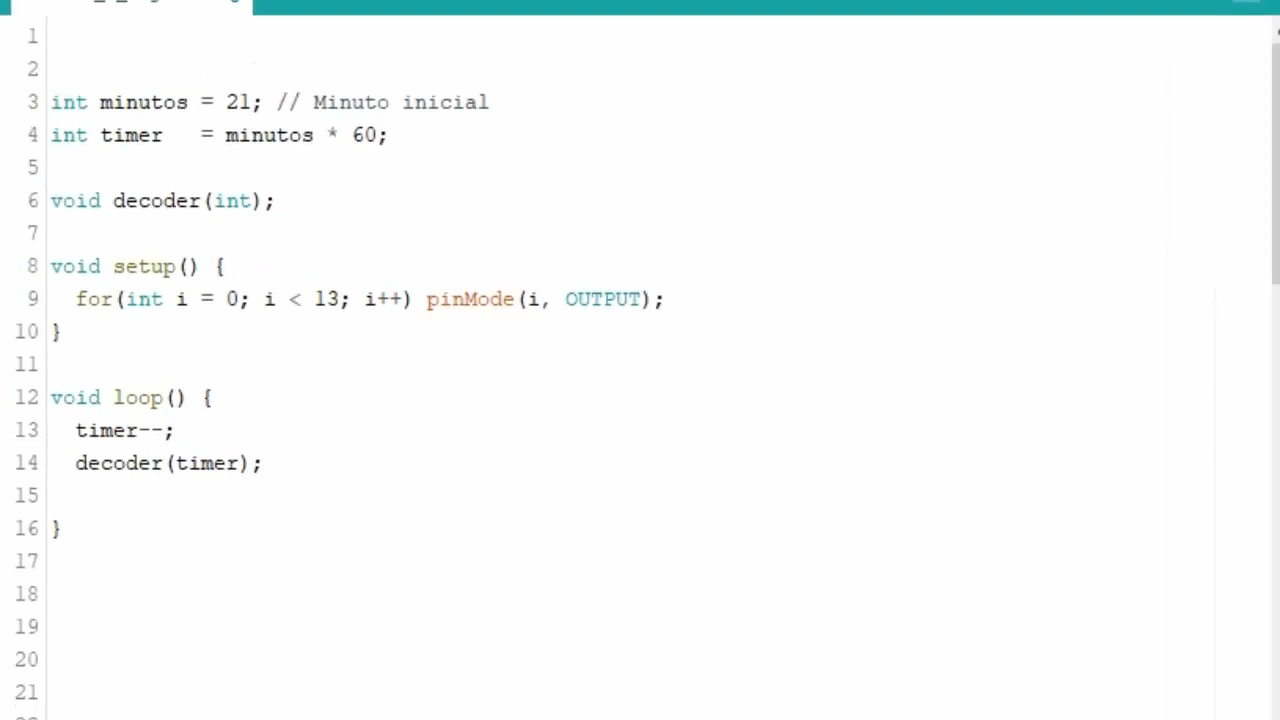 1
2
3 int minutos = 21; // Minuto inicial
4 int timer   = minutos * 60;
5
6 void decoder(int);
7
8 void setup() {
9   for(int i = 0; i < 13; i++) pinMode(i, OUTPUT);
10 }
11
12 void loop() {
13   timer--;
14   decoder(timer);
15
16 }
17
18
19
20
21